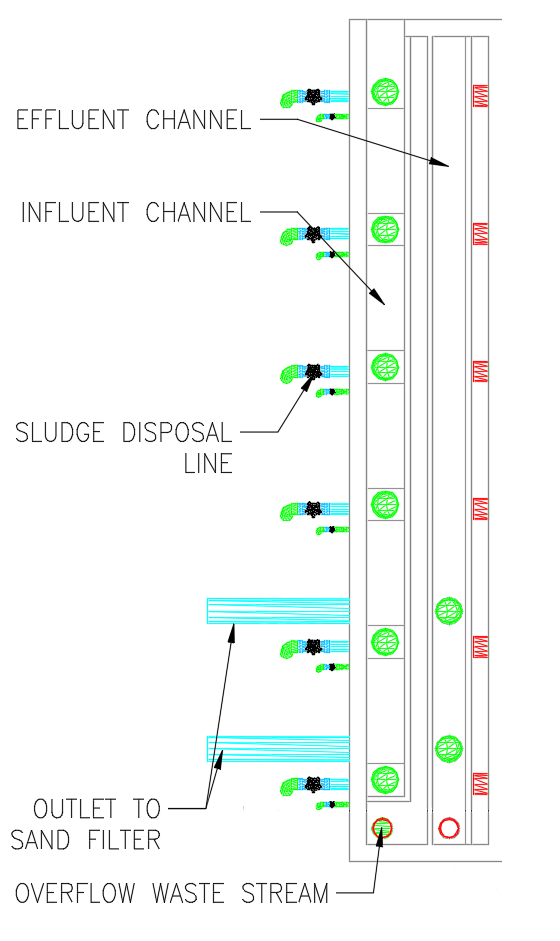 EFFLUENT CHANNEL
INFLUENT CHANNEL
SLUDGE DISPOSAL
LINE
OUTLET TO
SAND FILTER
OVERFLOW WASTE STREAM